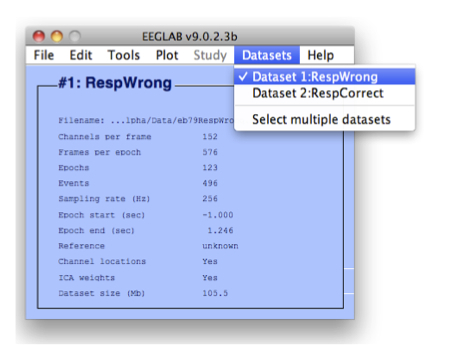 EEGLAB v9.0.2.3b
File Edit Tools Plot Study Datasets Help
#1: RespWrong
✓ Dataset 1:RespWrong
Dataset 2:RespCorrect
Select multiple datasets
Filename: ...lpha/Data/eb79RespWro
Channels per frame 152
Frames per epoch 576
Epochs 123
Events 496
Sampling rate (Hz) 256
Epoch start (sec) -1.000
Epoch end (sec) 1.246
Reference unknown
Channel locations Yes
ICA weights Yes
Dataset size (Mb) 105.5